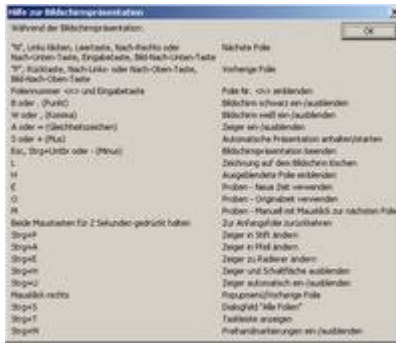 Hilfe zur Bildschirmpräsentation
Während der Bildschirmpräsentation:
OK
"N", Links klicken, Leertaste, Nach-Rechts oder Nächste Folie
Nach-Unten-Taste, Eingabetaste, Bild-Nach-Unten-Taste
"P", Rücktaste, Nach-Links- oder Nach-Oben-Taste, Vorherige Folie
Bild-Nach-Oben-Taste
Foliennummer <n> und Eingabetaste Folie Nr. <n> einblenden
B oder . (Punkt) Bildschirm schwarz ein-/ausblenden
W oder , (Komma) Bildschirm weiß ein-/ausblenden
A oder = (Gleichheitszeichen) Zeiger ein-/ausblenden
S oder + (Plus) Automatische Präsentation anhalten/starten
Esc, Strg+Untbr oder - (Minus) Bildschirmpräsentation beenden
L Zeichnung auf dem Bildschirm löschen
H Ausgeblendete Folie einblenden
E Proben - Neue Zeit verwenden
O Proben - Originalzeit verwenden
M Proben - Manuell mit Mausklick zur nächsten Folie
Beide Maustasten für 2 Sekunden gedrückt halten Zur Anfangsfolie zurückkehren
Strg+P Zeiger in Stift ändern
Strg+A Zeiger in Pfeil ändern
Strg+E Zeiger zu Radierer ändern
Strg+H Zeiger und Schaltfläche ausblenden
Strg+U Zeiger automatisch ein-/ausblenden
Mausklick rechts Popupmenü/Vorherige Folie
Strg+S Dialogfeld "Alle Folien"
Strg+T Taskleiste anzeigen
Strg+M Freihandmarkierungen ein-/ausblenden